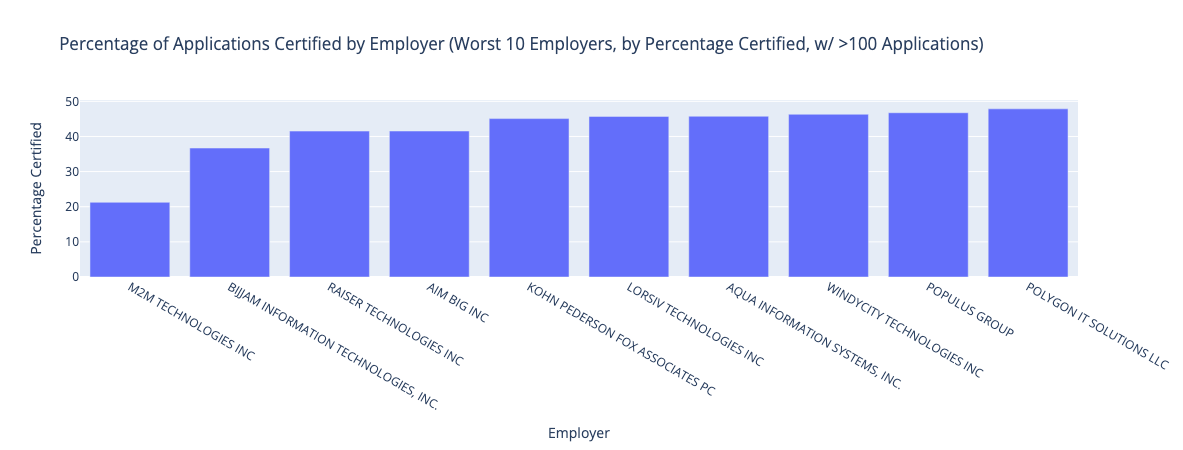 Percentage of Applications Certified by Employer (Worst 10 Employers, by Percentage Certified, w/ >100 Applications)
Percentage Certified
50
40
30
20
10
0
M2M TECHNOLOGIES INC
BIJJAM INFORMATION TECHNOLOGIES, INC.
RAISER TECHNOLOGIES INC
AIM BIG INC
KOHN PEDERSON FOX ASSOCIATES PC
LORSIV TECHNOLOGIES INC
AQUA INFORMATION SYSTEMS, INC.
WINDYCITY TECHNOLOGIES INC
POPULUS GROUP
POLYGON IT SOLUTIONS LLC
Employer